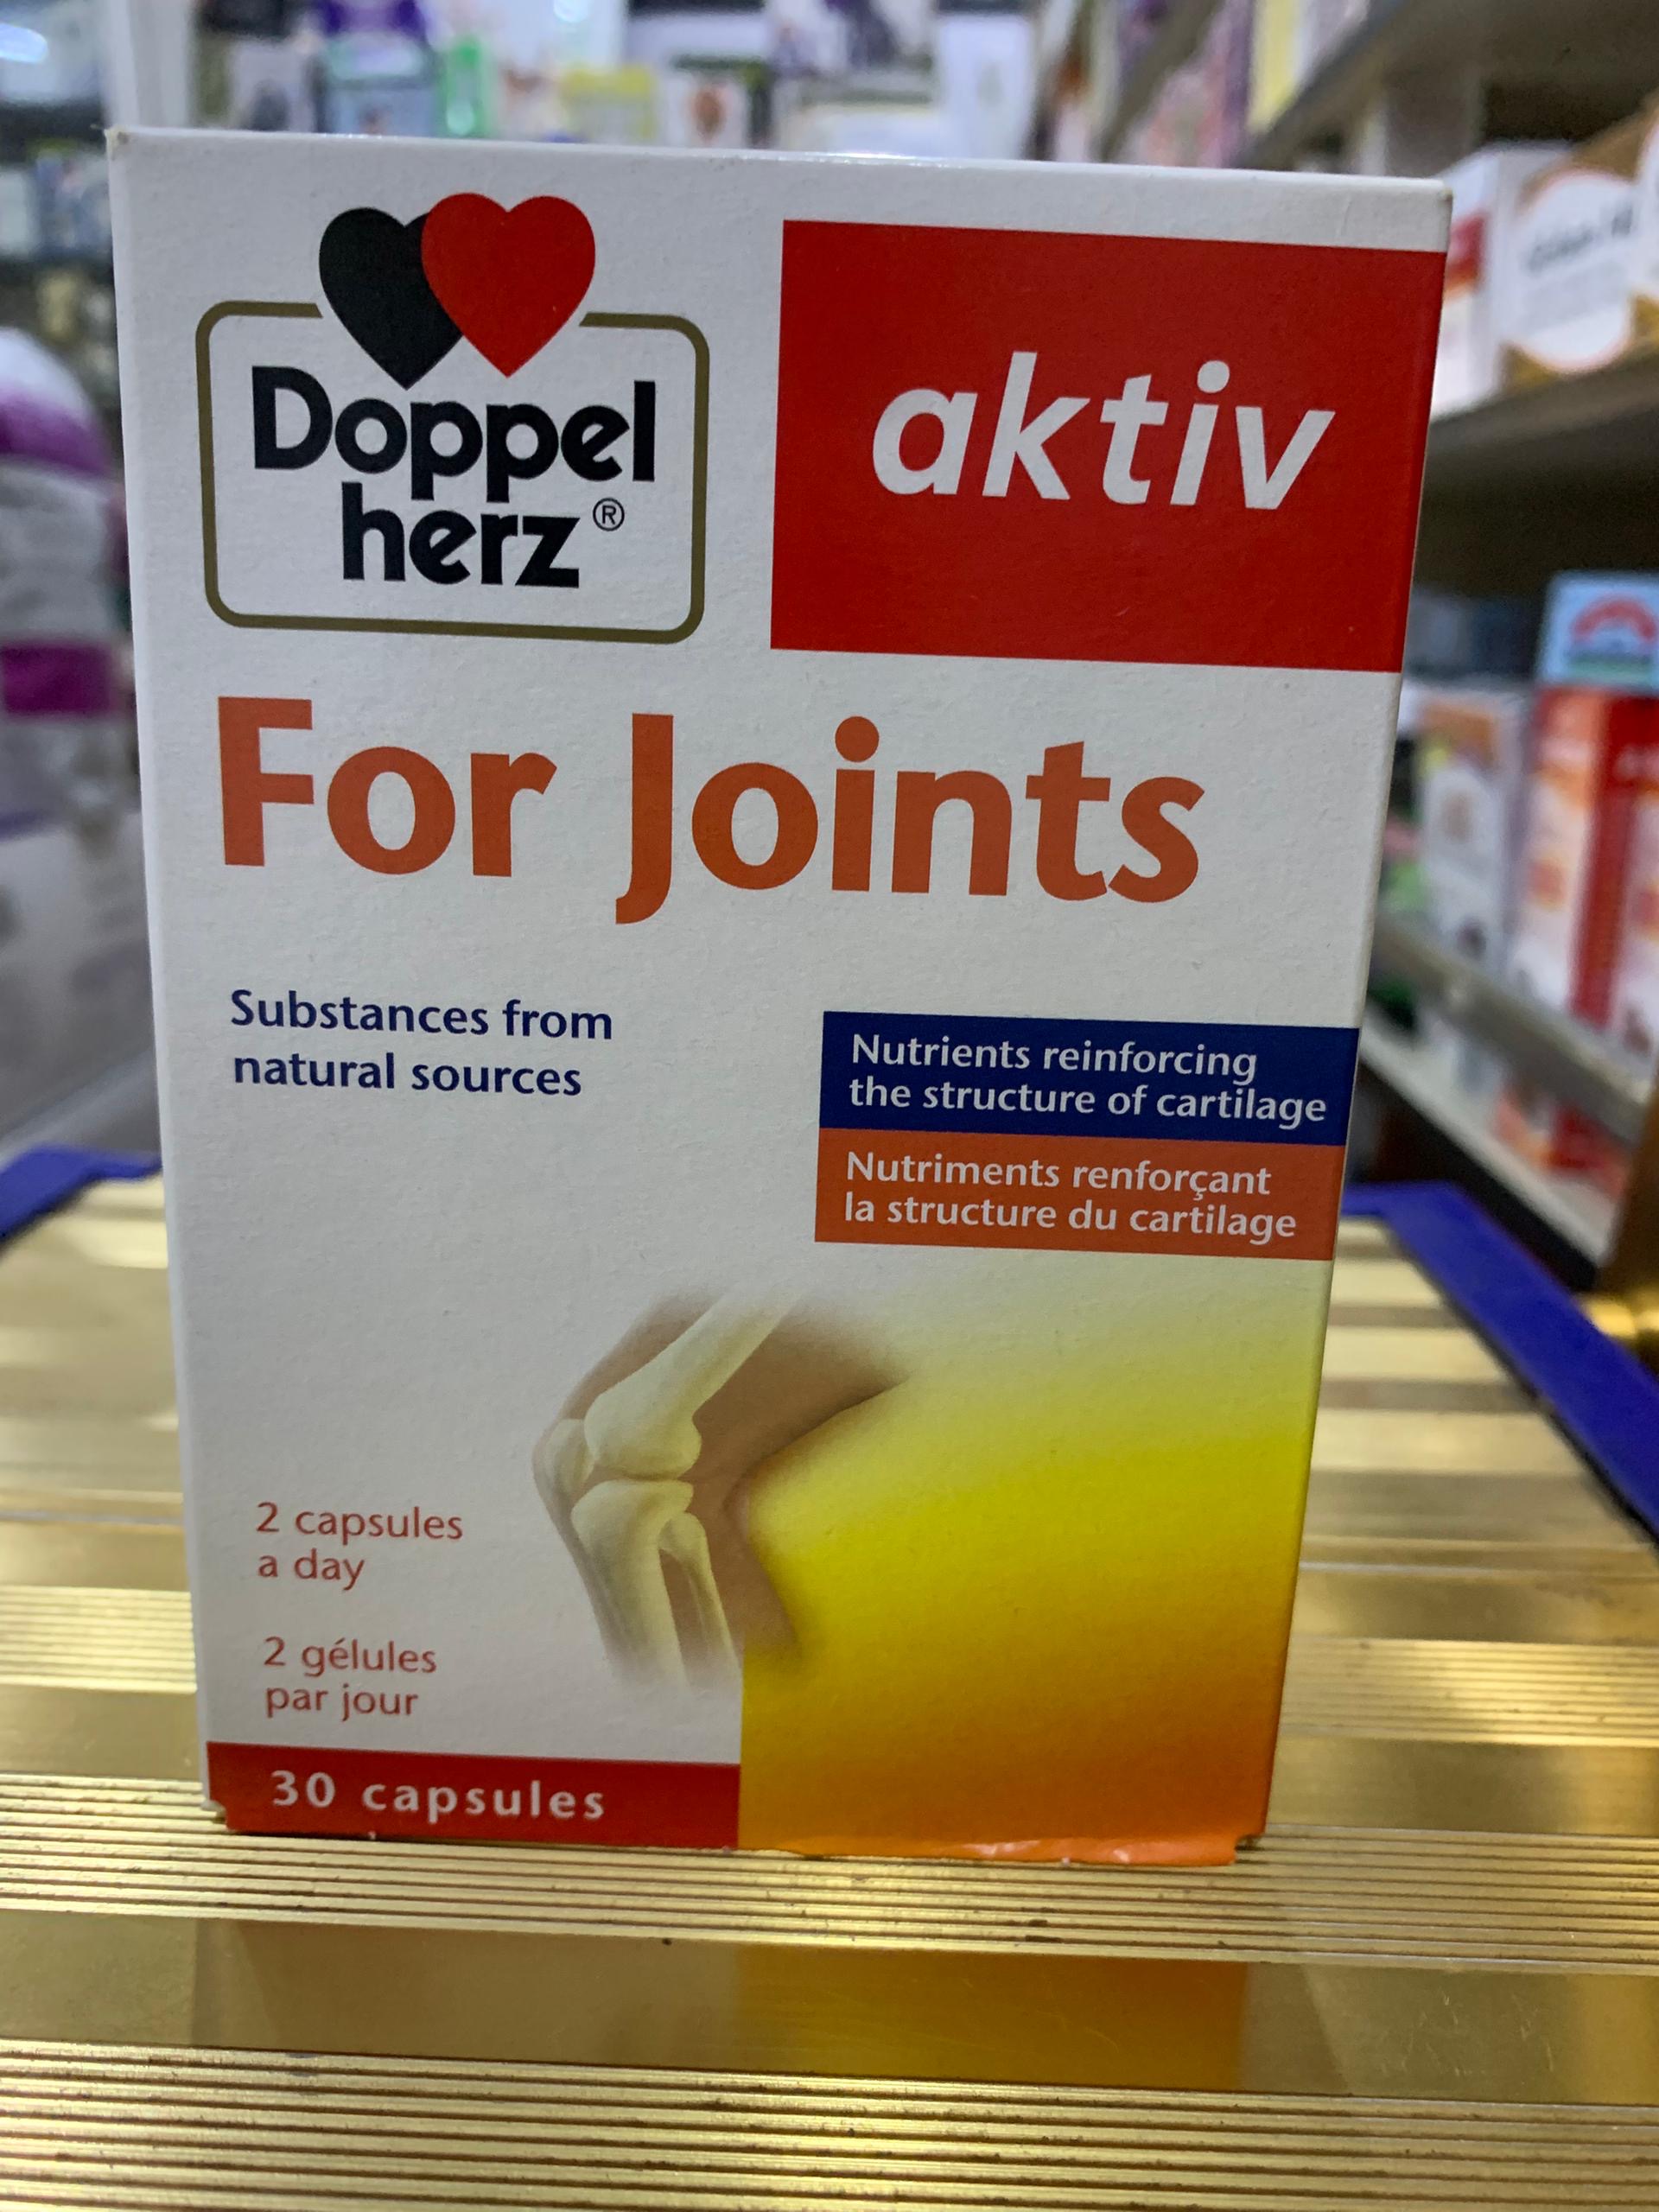 Doppel
herz®
aktiv
For Joints
Substances from
natural sources
Nutrients reinforcing
the structure of cartilage
Nutriments renforçant
la structure du cartilage
2 capsules
a day
2 gélules
par jour
30 capsules